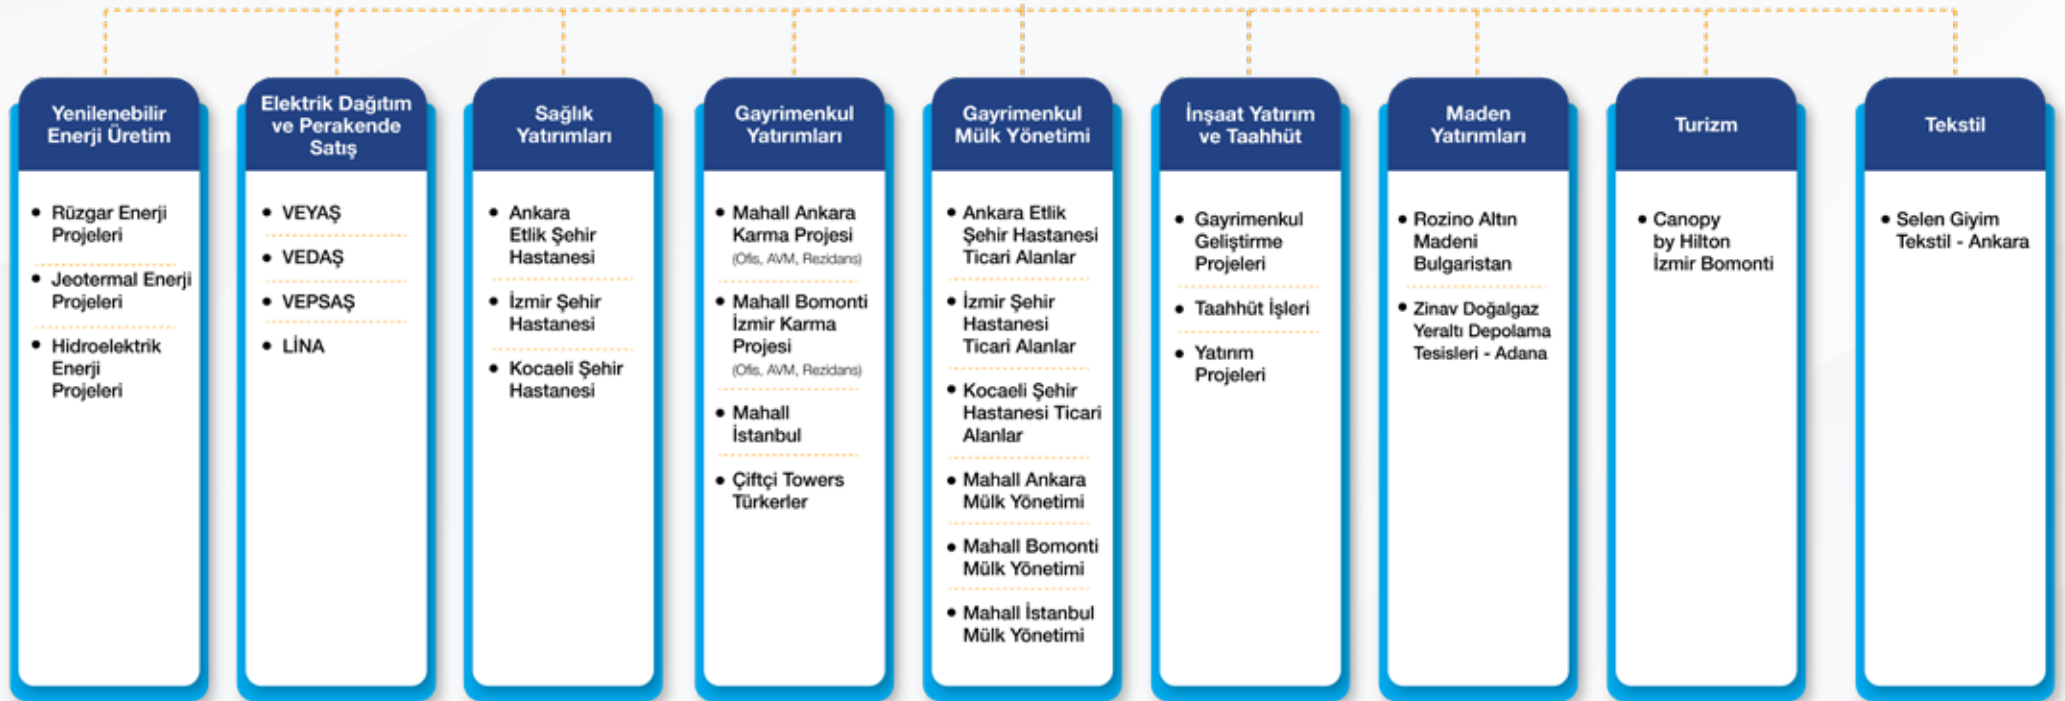 Yenilenebilir
Enerji Üretim
Rüzgar Enerji
Projeleri
Jeotermal Enerji
Projeleri
Hidroelektrik
Enerji
Projeleri
Elektrik Dağıtım
ve Perakende
Satış
VEYAŞ
VEDAŞ
VEPSAŞ
LİNA
Sağlık
Yatırımları
Ankara
Etlik Şehir
Hastanesi
İzmir Şehir
Hastanesi
Kocaeli Şehir
Hastanesi
Gayrimenkul
Yatırımları
Mahall Ankara
Karma Projesi
(Ofis, AVM, Rezidans)
Mahall Bomonti
İzmir Karma
Projesi
(Ofis, AVM, Rezidans)
Mahall
İstanbul
Çiftçi Towers
Türkerler
Gayrimenkul
Mülk Yönetimi
Ankara Etlik
Şehir Hastanesi
Ticari Alanlar
İzmir Şehir
Hastanesi
Ticari Alanlar
Kocaeli Şehir
Hastanesi Ticari
Alanlar
Mahall Ankara
Mülk Yönetimi
Mahall Bomonti
Mülk Yönetimi
Mahall İstanbul
Mülk Yönetimi
İnşaat Yatırım
ve Taahhüt
Gayrimenkul
Geliştirme
Projeleri
Taahhüt İşleri
Yatırım
Projeleri
Maden
Yatırımları
Rozino Altın
Madeni
Bulgaristan
Zinav Doğalgaz
Yeraltı Depolama
Tesisleri - Adana
Turizm
Canopy
by Hilton
İzmir Bomonti
Tekstil
Selen Giyim
Tekstil - Ankara